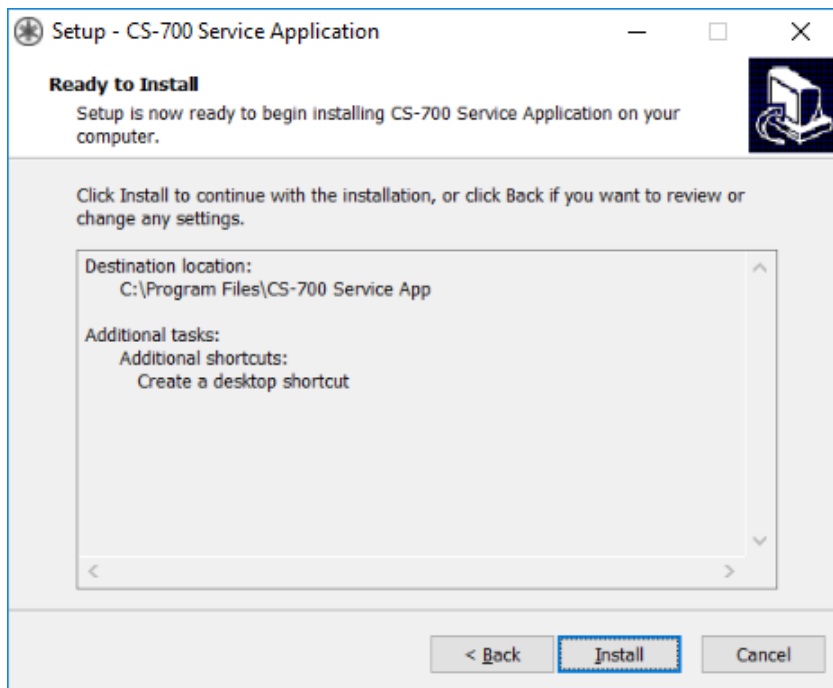 Setup - CS-700 Service Application
Ready to Install
Setup is now ready to begin installing CS-700 Service Application on your
computer.
Click Install to continue with the installation, or click Back if you want to review or
change any settings.
Destination location:
C:\Program Files\CS-700 Service App
Additional tasks:
Additional shortcuts:
Create a desktop shortcut
< Back
Install
Cancel